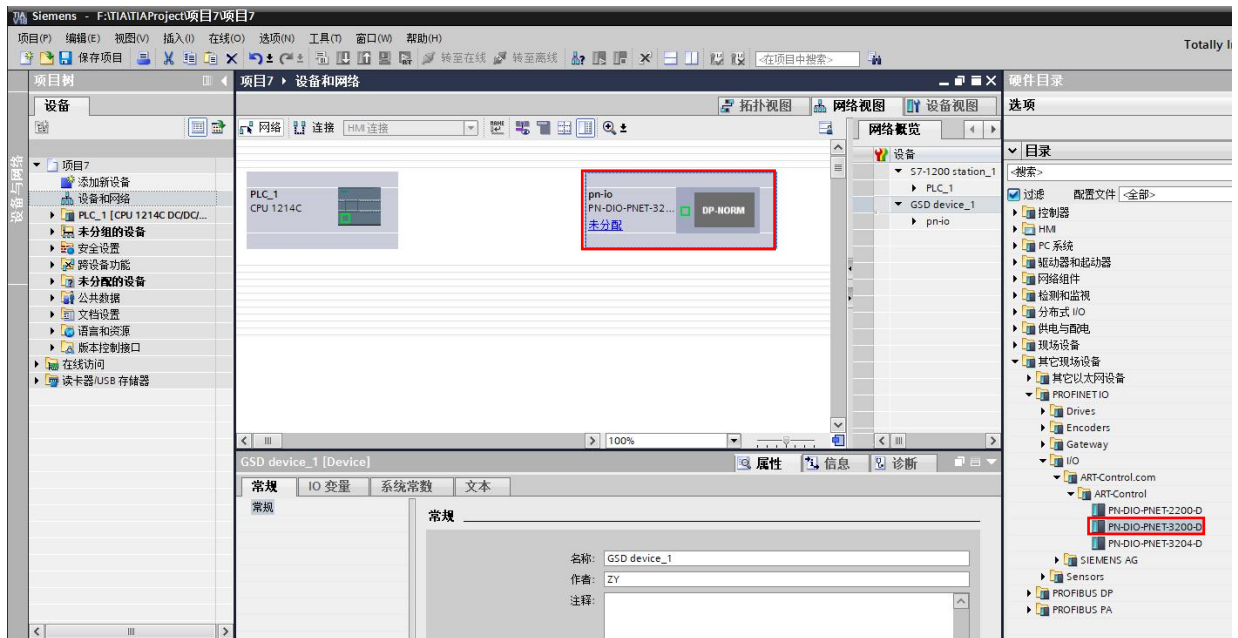 Siemens - F:\TIA\TIAProject\项目7\项目7
项目(P) 编辑(E) 视图(V) 插入(I) 在线(O) 选项(N) 工具(T) 窗口(W) 帮助(H)
保存项目 转至在线 转至离线 <在项目中搜索>
Totally I
项目树
设备
设备与网络
项目7
添加新设备
设备和网络
PLC_1 [CPU 1214C DC/DC/...
未分组的设备
安全设置
跨设备功能
未分配的设备
公共数据
文档设置
语言和资源
版本控制接口
在线访问
读卡器/USB 存储器
项目7 ▸ 设备和网络
拓扑视图 网络视图 设备视图
网络 连接 HMI 连接
PLC_1
CPU 1214C
pn-io
PN-DIO-PNET-32...
未分配
DP-NORM
100%
网络概览
设备
S7-1200 station_1
PLC_1
GSD device_1
pn-io
GSD device_1 [Device]
属性 信息 诊断
常规 IO 变量 系统常数 文本
常规
常规
名称: GSD device_1
作者: ZY
注释:
硬件目录
选项
目录
<搜索>
过滤 配置文件 <全部>
控制器
HMI
PC 系统
驱动器和起动器
网络组件
检测和监视
分布式 I/O
供电与配电
现场设备
其它现场设备
其它以太网设备
PROFINET IO
Drives
Encoders
Gateway
I/O
ART-Control.com
ART-Control
PN-DIO-PNET-2200-D
PN-DIO-PNET-3200-D
PN-DIO-PNET-3204-D
SIEMENS AG
Sensors
PROFIBUS DP
PROFIBUS PA